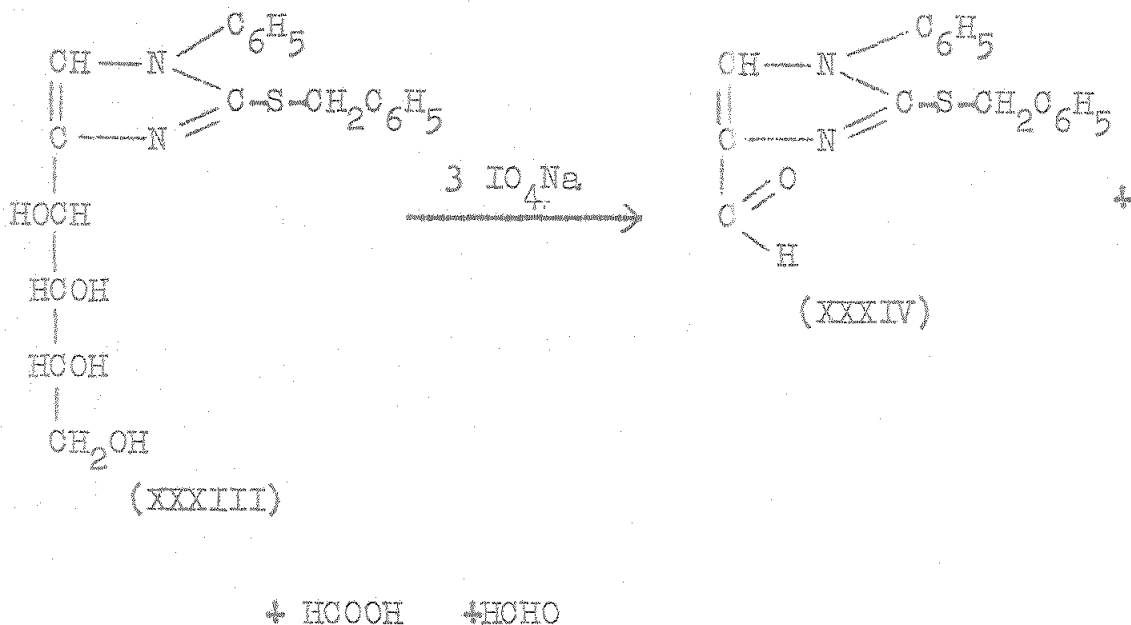 C6H5 C6H5
CH N CH N
C-S-CH2C6H5 C-S-CH2C6H5
C N C N
3 IO4Na O
HOCH C +
H
HCOH
(XXXIV)
HCOH
CH2OH
(XXXIII)
+ HCOOH +HCHO